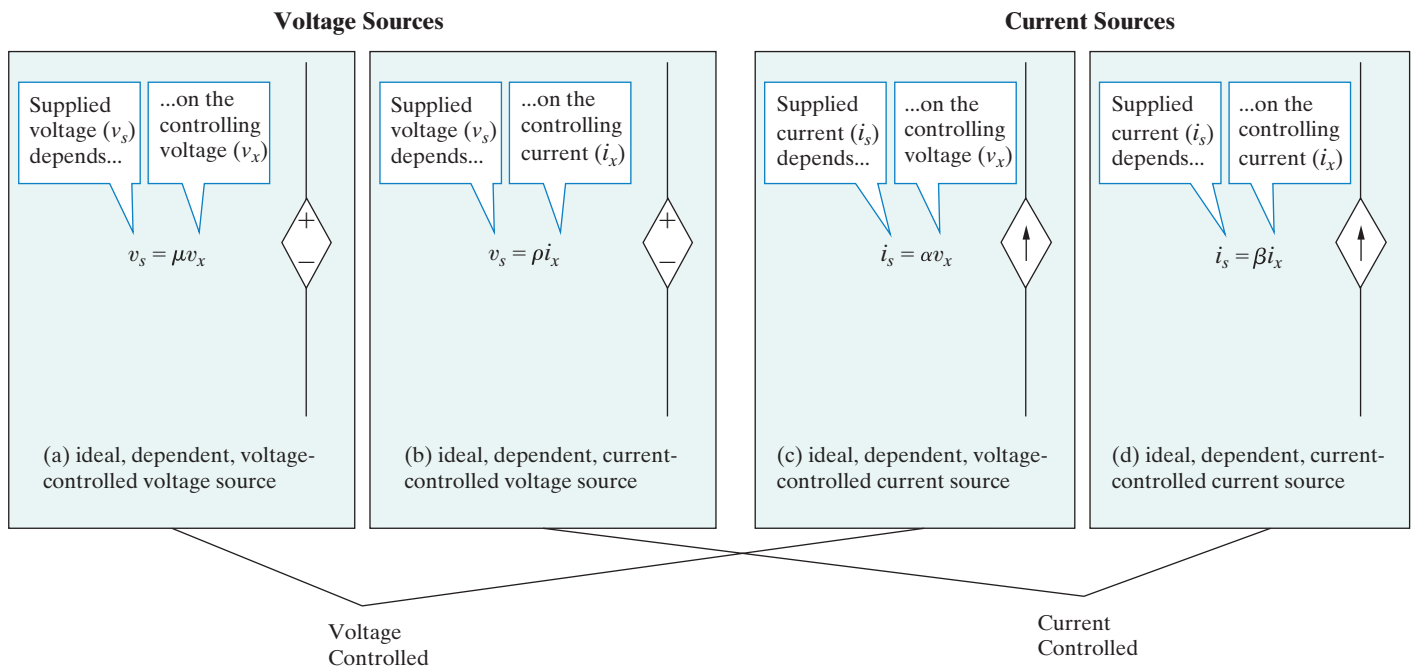 Voltage Sources
Current Sources
Supplied
voltage (v_s)
depends...
...on the
controlling
voltage (v_x)
v_s = μv_x
+
−
(a) ideal, dependent, voltage-
controlled voltage source
Supplied
voltage (v_s)
depends...
...on the
controlling
current (i_x)
v_s = ρi_x
+
−
(b) ideal, dependent, current-
controlled voltage source
Supplied
current (i_s)
depends...
...on the
controlling
voltage (v_x)
i_s = αv_x
(c) ideal, dependent, voltage-
controlled current source
Supplied
current (i_s)
depends...
...on the
controlling
current (i_x)
i_s = βi_x
(d) ideal, dependent, current-
controlled current source
Voltage
Controlled
Current
Controlled